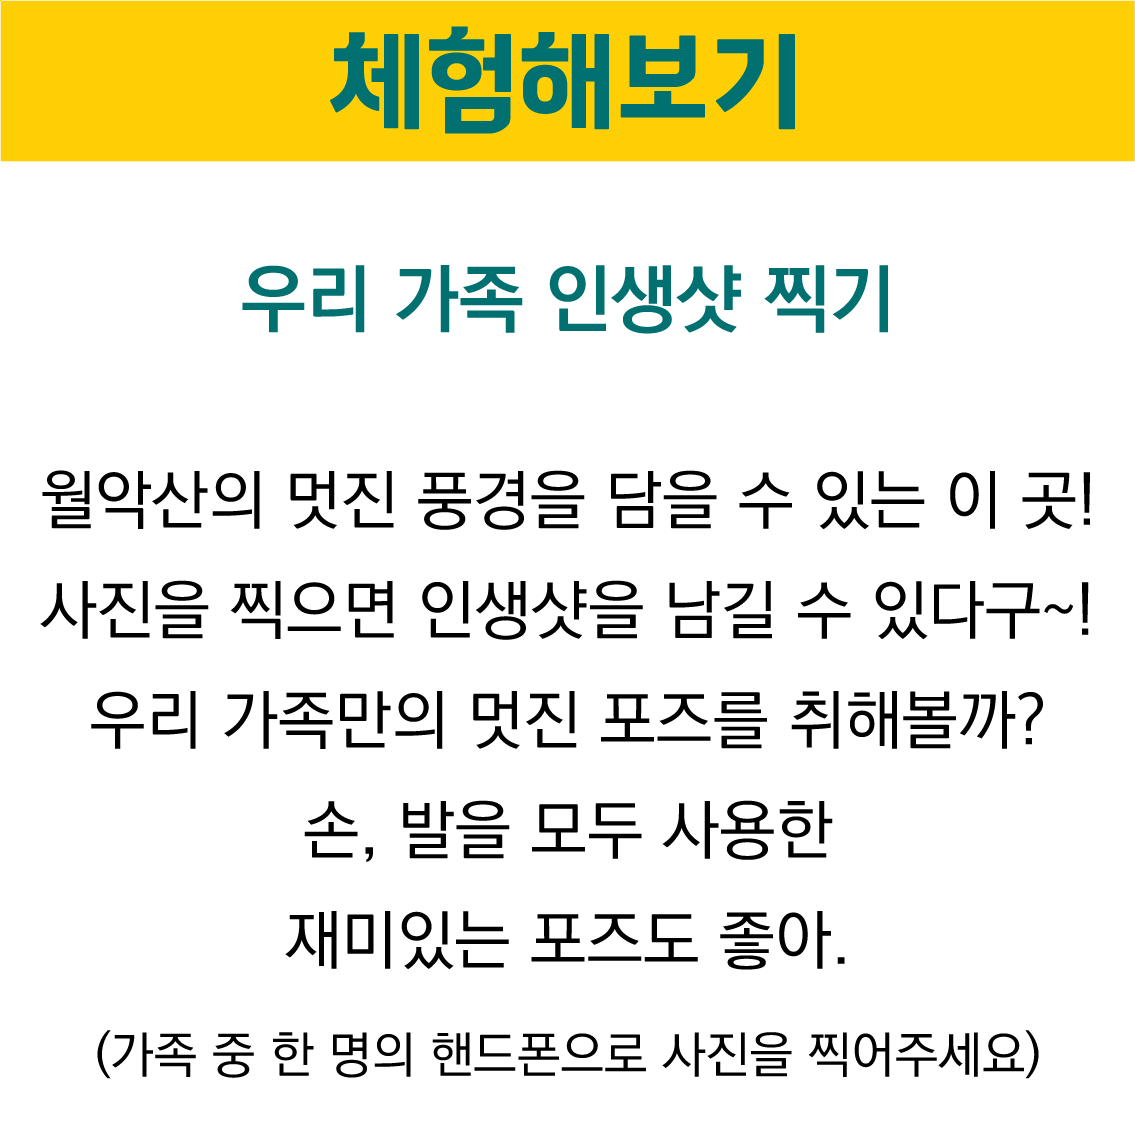 체험해보기
우리 가족 인생샷 찍기
월악산의 멋진 풍경을 담을 수 있는 이 곳!
사진을 찍으면 인생샷을 남길 수 있다구~!
우리 가족만의 멋진 포즈를 취해볼까?
손, 발을 모두 사용한
재미있는 포즈도 좋아.
(가족 중 한 명의 핸드폰으로 사진을 찍어주세요)